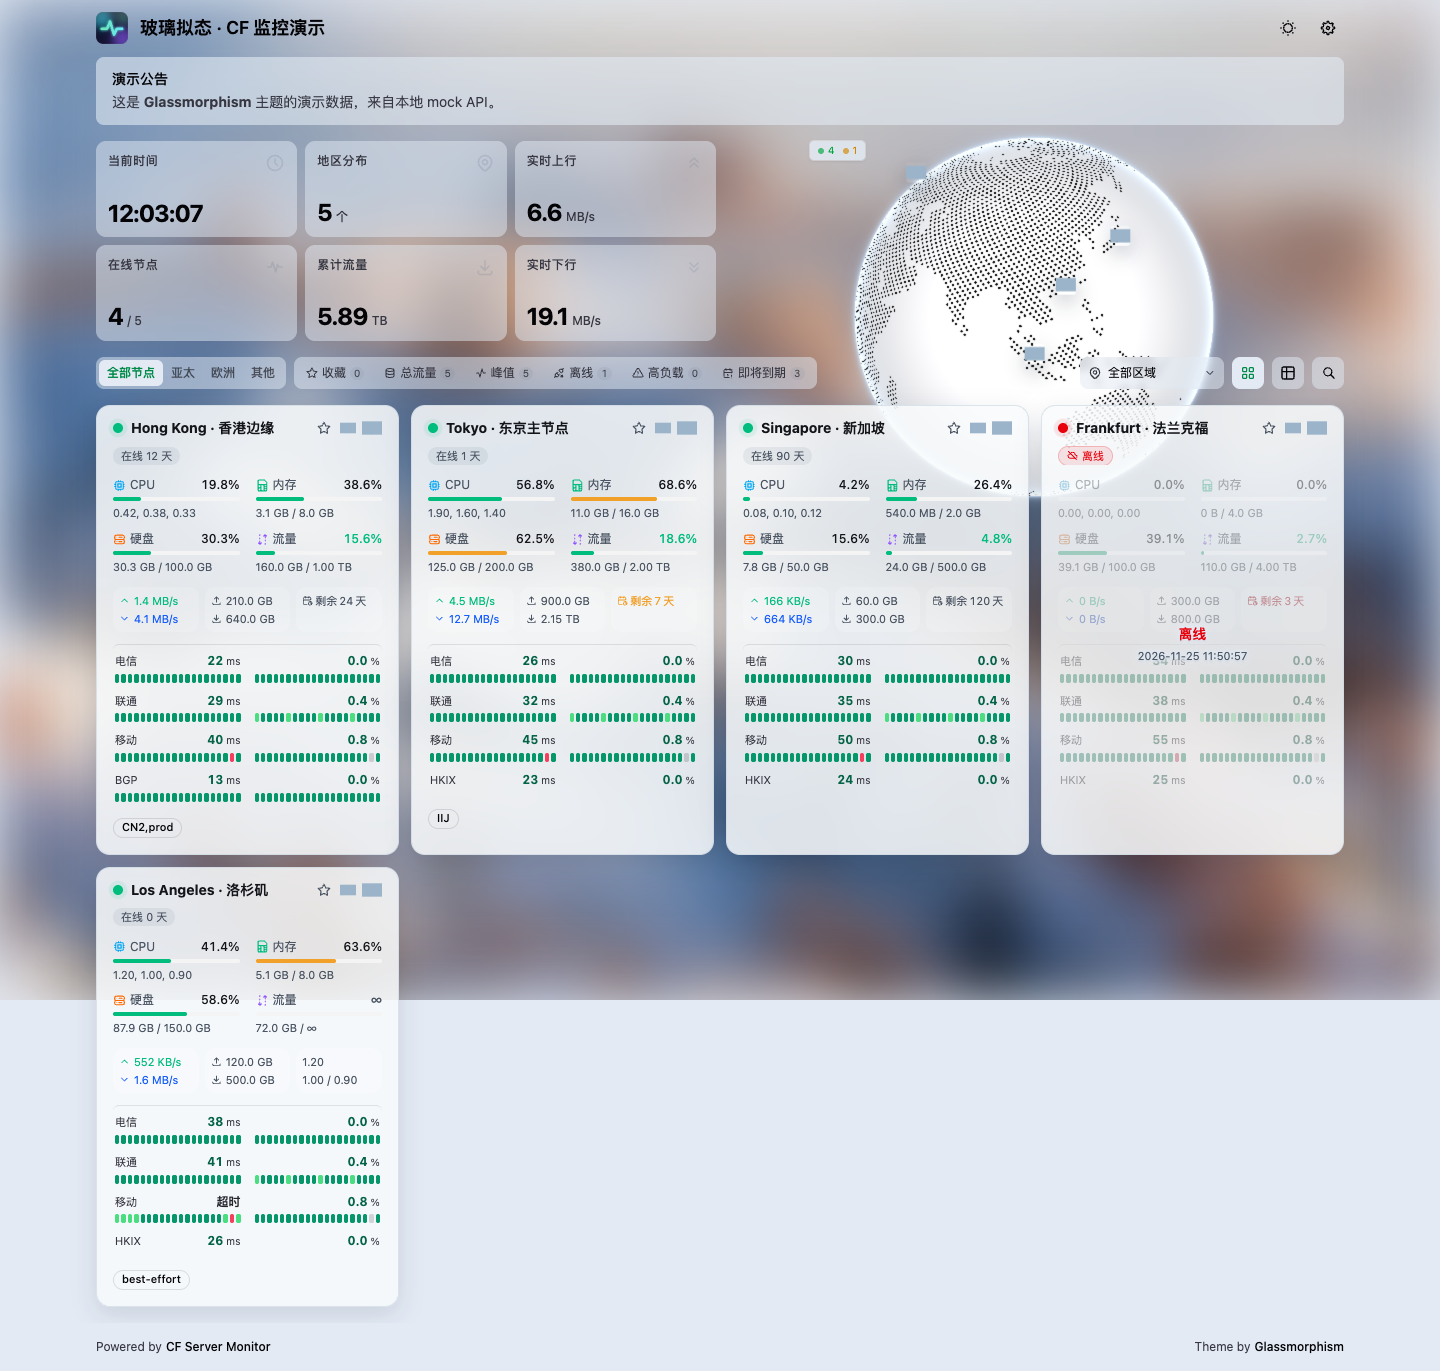 玻璃拟态 · CF 监控演示
演示公告
这是 Glassmorphism 主题的演示数据，来自本地 mock API。
当前时间
12:03:07
地区分布
5 个
实时上行
6.6 MB/s
在线节点
4 / 5
累计流量
5.89 TB
实时下行
19.1 MB/s
4 1
全部节点 亚太 欧洲 其他
收藏 0 总流量 5 峰值 5 离线 1 高负载 0 即将到期 3
全部区域
Hong Kong · 香港边缘
在线 12 天
CPU 19.8% 内存 38.6%
0.42, 0.38, 0.33 3.1 GB / 8.0 GB
硬盘 30.3% 流量 15.6%
30.3 GB / 100.0 GB 160.0 GB / 1.00 TB
1.4 MB/s 210.0 GB 剩余 24 天
4.1 MB/s 640.0 GB
电信 22 ms 0.0 %
联通 29 ms 0.4 %
移动 40 ms 0.8 %
BGP 13 ms 0.0 %
CN2,prod
Tokyo · 东京主节点
在线 1 天
CPU 56.8% 内存 68.6%
1.90, 1.60, 1.40 11.0 GB / 16.0 GB
硬盘 62.5% 流量 18.6%
125.0 GB / 200.0 GB 380.0 GB / 2.00 TB
4.5 MB/s 900.0 GB 剩余 7 天
12.7 MB/s 2.15 TB
电信 26 ms 0.0 %
联通 32 ms 0.4 %
移动 45 ms 0.8 %
HKIX 23 ms 0.0 %
IIJ
Singapore · 新加坡
在线 90 天
CPU 4.2% 内存 26.4%
0.08, 0.10, 0.12 540.0 MB / 2.0 GB
硬盘 15.6% 流量 4.8%
7.8 GB / 50.0 GB 24.0 GB / 500.0 GB
166 KB/s 60.0 GB 剩余 120 天
664 KB/s 300.0 GB
电信 30 ms 0.0 %
联通 35 ms 0.4 %
移动 50 ms 0.8 %
HKIX 24 ms 0.0 %
Frankfurt · 法兰克福
离线
CPU 0.0% 内存 0.0%
0.00, 0.00, 0.00 0 B / 4.0 GB
硬盘 39.1% 流量 2.7%
39.1 GB / 100.0 GB 110.0 GB / 4.00 TB
0 B/s 300.0 GB 剩余 3 天
0 B/s 800.0 GB
离线
2026-11-25 11:50:57
电信 ms 0.0 %
联通 38 ms 0.4 %
移动 55 ms 0.8 %
HKIX 25 ms 0.0 %
Los Angeles · 洛杉矶
在线 0 天
CPU 41.4% 内存 63.6%
1.20, 1.00, 0.90 5.1 GB / 8.0 GB
硬盘 58.6% 流量 ∞
87.9 GB / 150.0 GB 72.0 GB / ∞
552 KB/s 120.0 GB 1.20
1.6 MB/s 500.0 GB 1.00 / 0.90
电信 38 ms 0.0 %
联通 41 ms 0.4 %
移动 超时 0.8 %
HKIX 26 ms 0.0 %
best-effort
Powered by CF Server Monitor
Theme by Glassmorphism